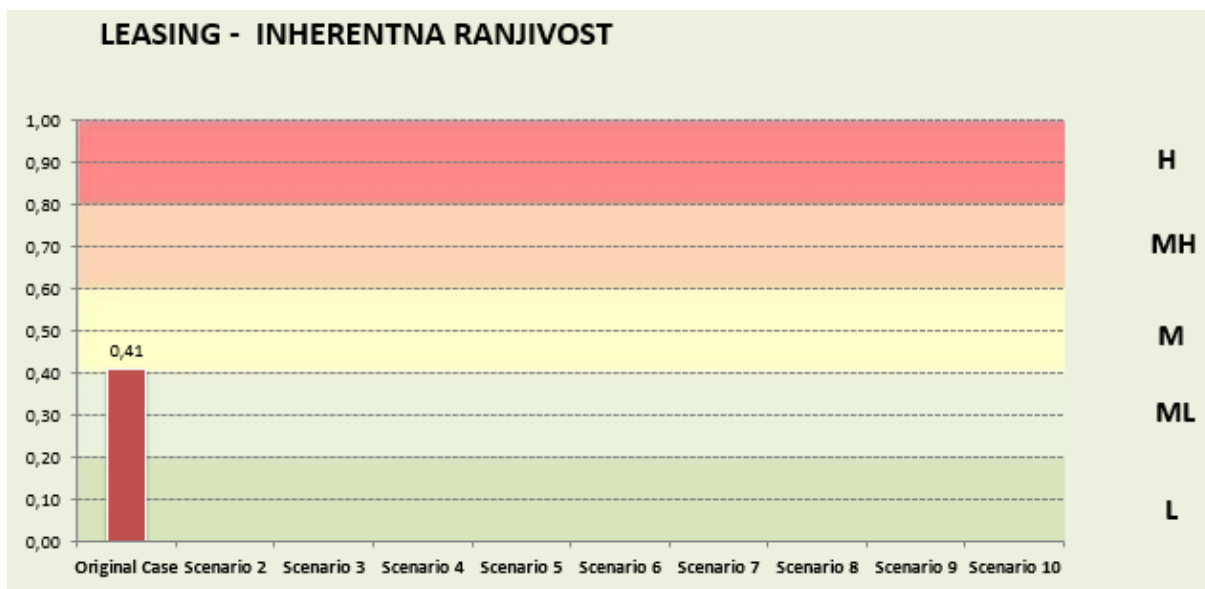 LEASING - INHERENTNA RANJIVOST
1,00
0,90
H
0,80
0,70
MH
0,60
0,50
M
0,41
0,40
0,30
ML
0,20
0,10
L
0,00
Original Case Scenario 2 Scenario 3 Scenario 4 Scenario 5 Scenario 6 Scenario 7 Scenario 8 Scenario 9 Scenario 10